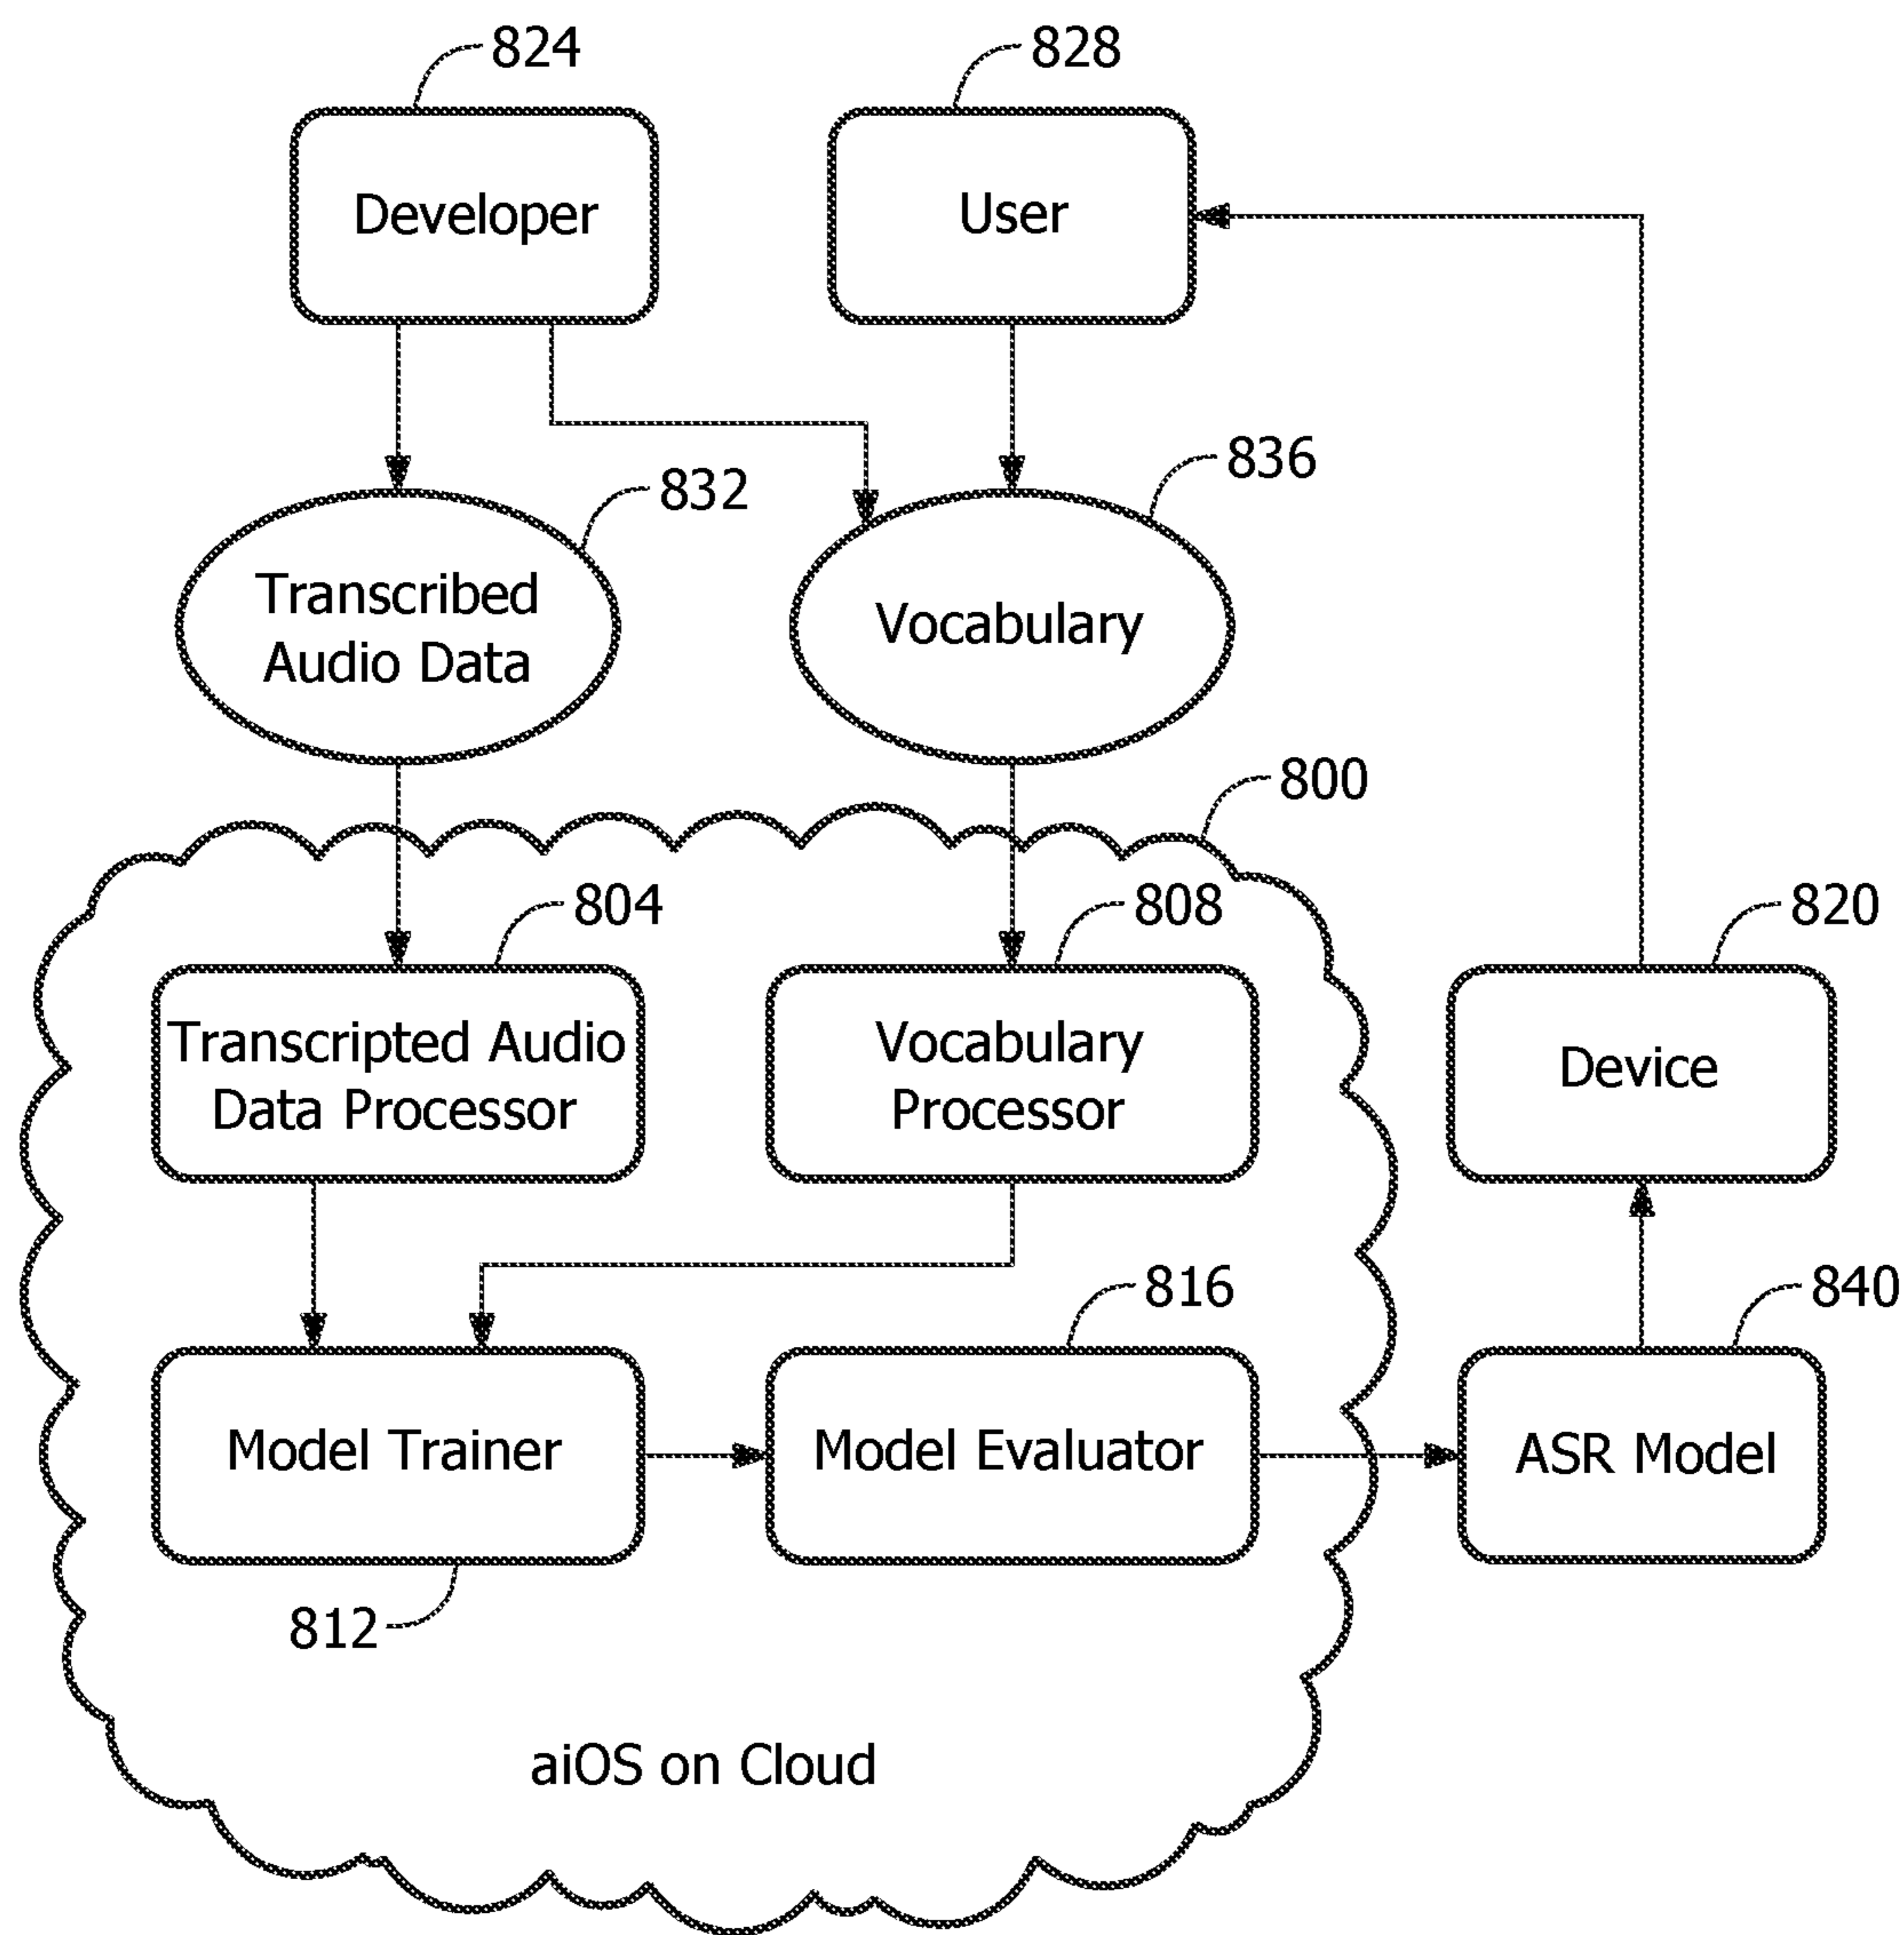 824
828
Developer
User
832
836
Transcribed
Audio Data
Vocabulary
800
804
808
820
Transcripted Audio
Data Processor
Vocabulary
Processor
Device
816
840
Model Trainer
Model Evaluator
ASR Model
812
aiOS on Cloud